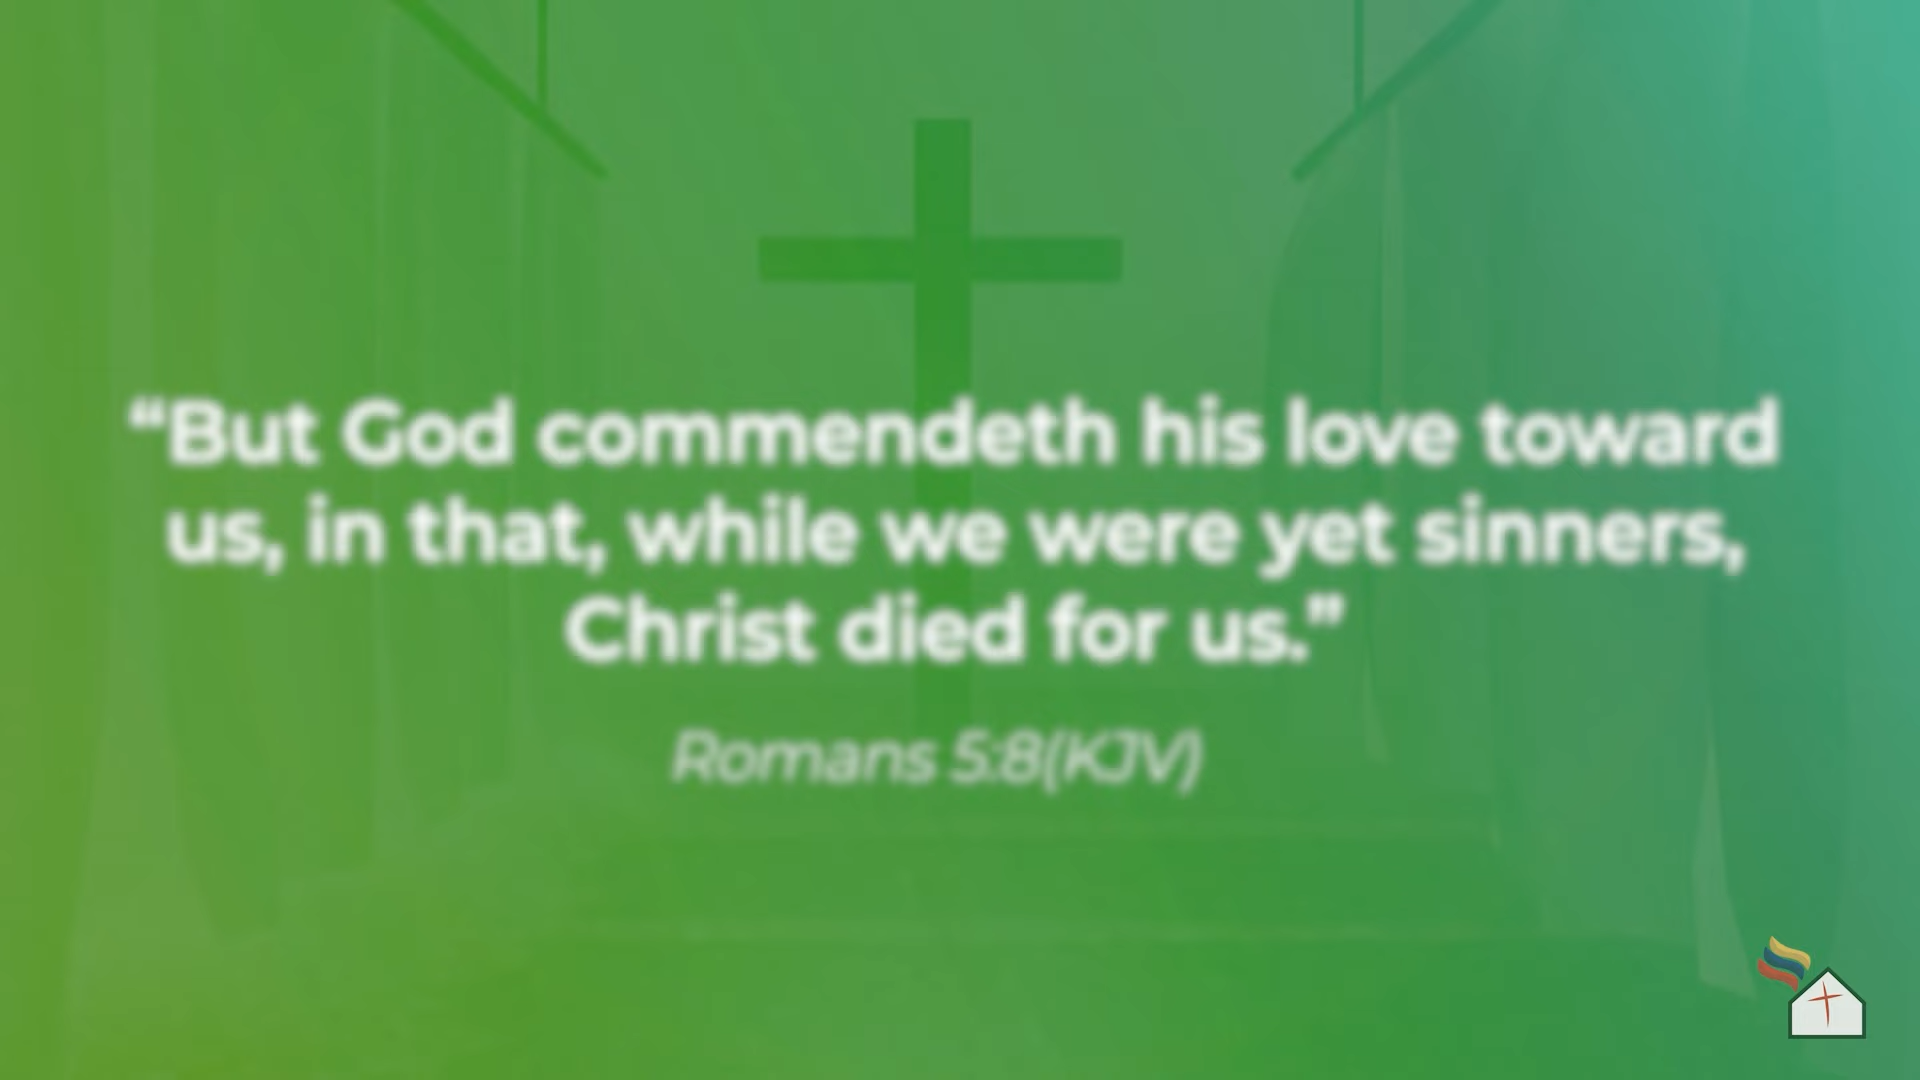 “But God commendeth his love toward
us, in that, while we were yet sinners,
Christ died for us.”
Romans 5:8(KJV)